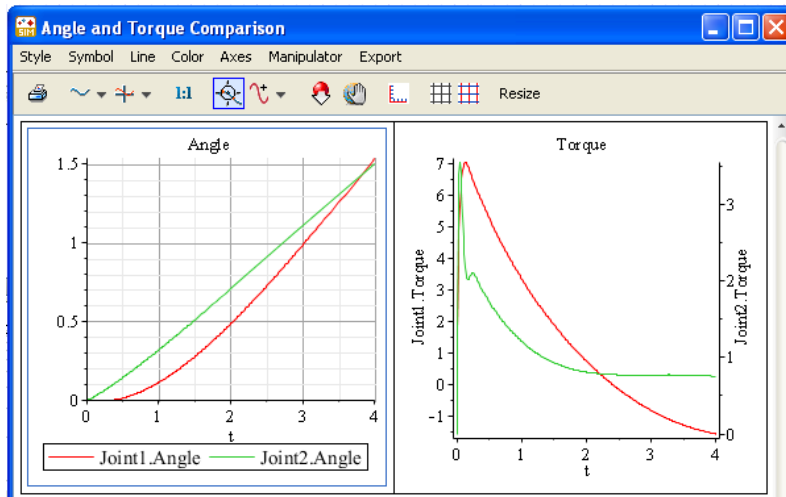 SIM Angle and Torque Comparison
Style Symbol Line Color Axes Manipulator Export
1:1 Resize
Angle
1.5
1
0.5
0
0 1 2 3 4
t
Joint1.Angle Joint2.Angle
Torque
7
6
5
4
3
2
1
0
-1
Joint1.Torque
3
2
1
0
Joint2.Torque
0 1 2 3 4
t